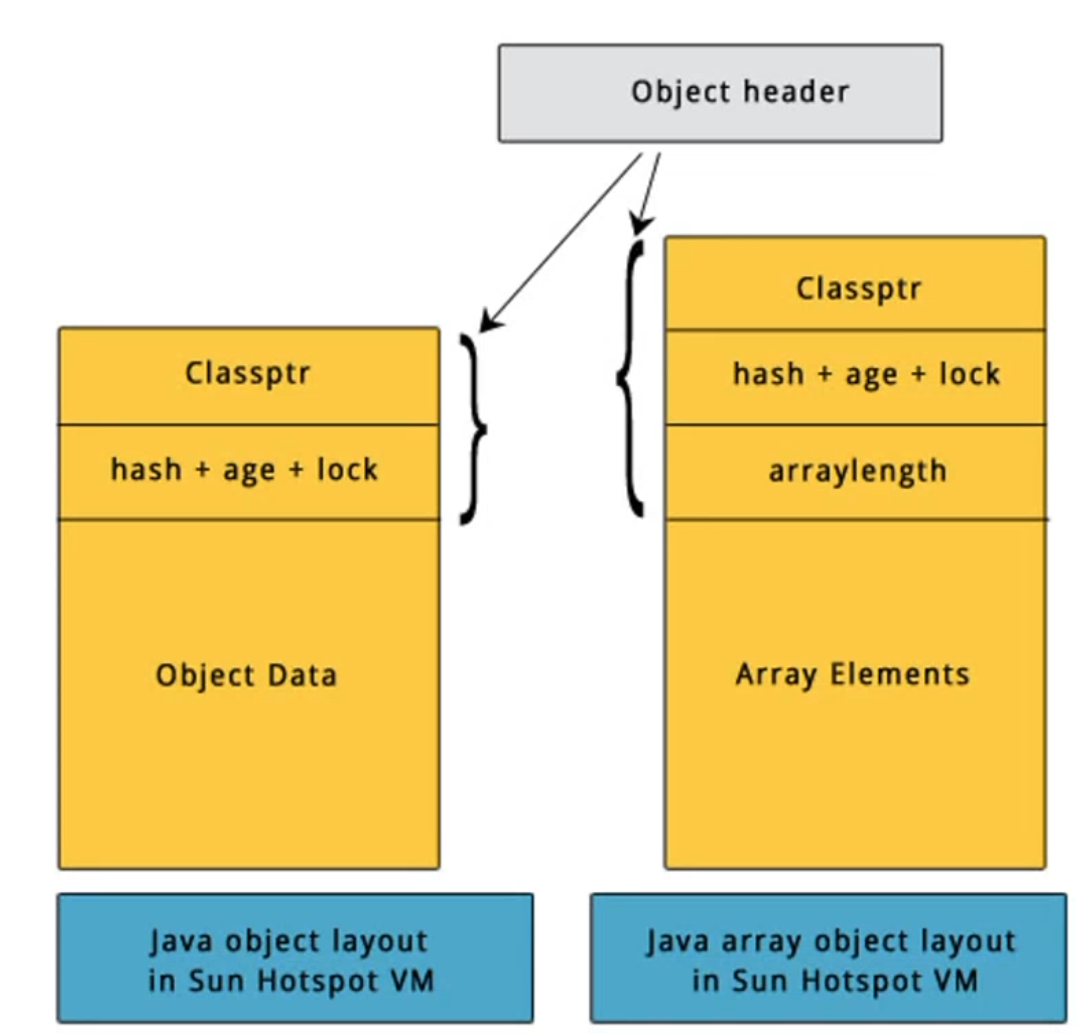 Object header
Classptr
hash + age + lock
Object Data
Java object layout
in Sun Hotspot VM
Classptr
hash + age + lock
arraylength
Array Elements
Java array object layout
in Sun Hotspot VM